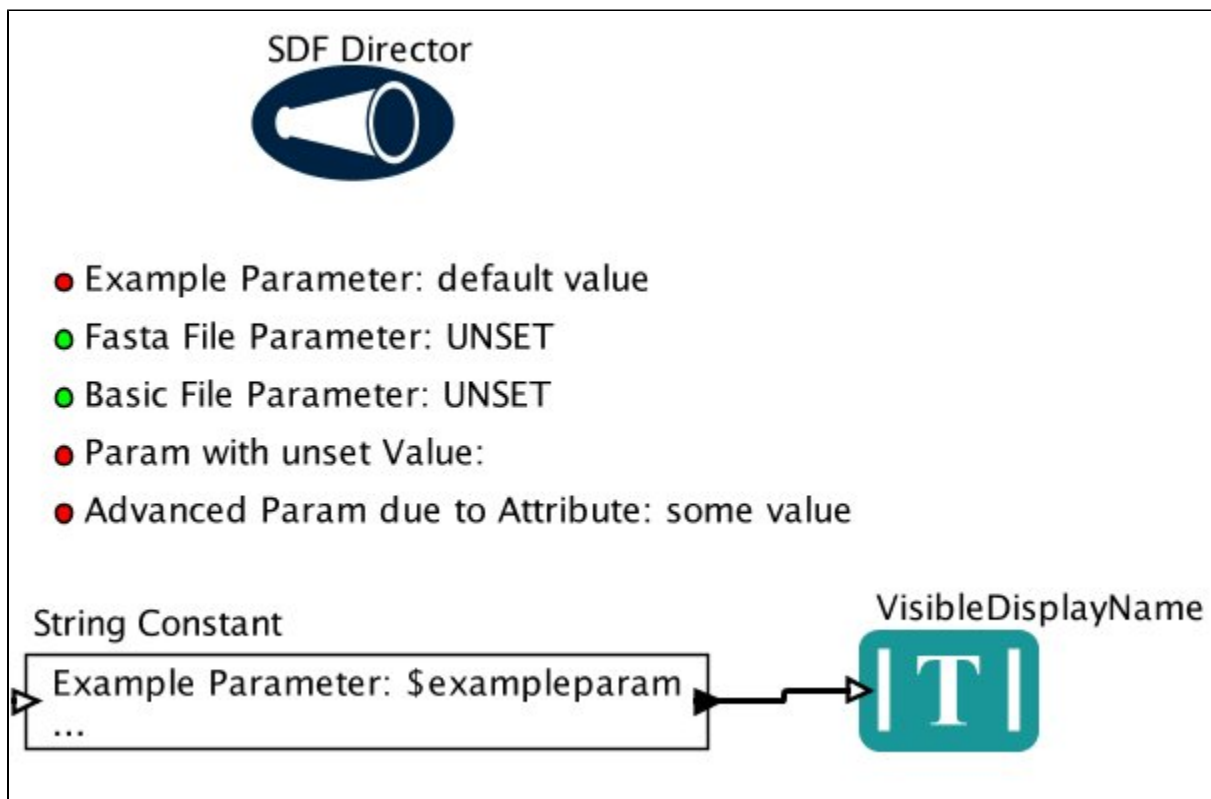 SDF Director
Example Parameter: default value
Fasta File Parameter: UNSET
Basic File Parameter: UNSET
Param with unset Value:
Advanced Param due to Attribute: some value
String Constant
Example Parameter: $exampleparam
...
VisibleDisplayName
T